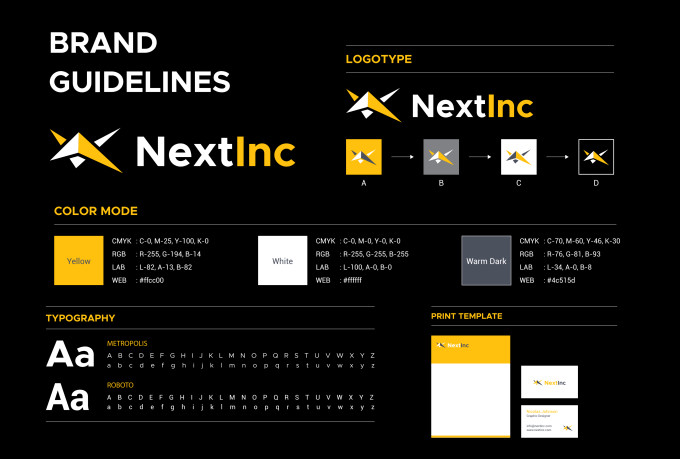 BRAND
GUIDELINES
NextInc
LOGOTYPE
NextInc
A B C D
COLOR MODE
Yellow
CMYK : C-0, M-25, Y-100, K-0
RGB : R-255, G-194, B-14
LAB : L-82, A-13, B-82
WEB : #ffcc00
White
CMYK : C-0, M-0, Y-0, K-0
RGB : R-255, G-255, B-255
LAB : L-100, A-0, B-0
WEB : #ffffff
Warm Dark
CMYK : C-70, M-60, Y-46, K-30
RGB : R-76, G-81, B-93
LAB : L-34, A-0, B-8
WEB : #4c515d
TYPOGRAPHY
Aa
METROPOLIS
A B C D E F G H I J K L M N O P Q R S T U V W X Y Z
a b c d e f g h i j k l m n o p q r s t u v w x y z
Aa
ROBOTO
A B C D E F G H I J K L M N O P Q R S T U V W X Y Z
a b c d e f g h i j k l m n o p q r s t u v w x y z
PRINT TEMPLATE
NextInc
NextInc
Graphic Designer